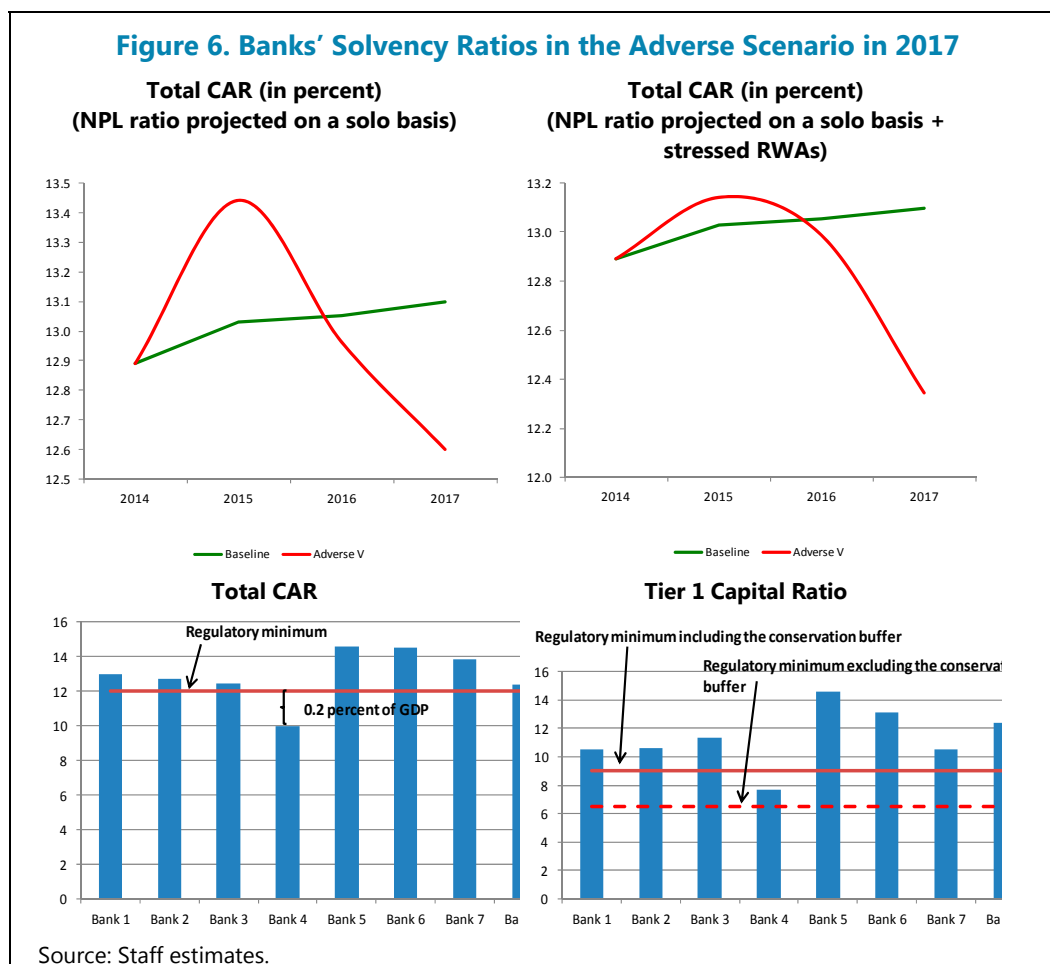 Figure 6. Banks' Solvency Ratios in the Adverse Scenario in 2017
Total CAR (in percent)
(NPL ratio projected on a solo basis)
13.5
13.4
13.3
13.2
13.1
13.0
12.9
12.8
12.7
12.6
12.5
2014 2015 2016 2017
Baseline Adverse V
Total CAR (in percent)
(NPL ratio projected on a solo basis +
stressed RWAs)
13.2
13.0
12.8
12.6
12.4
12.2
12.0
2014 2015 2016 2017
Baseline Adverse V
Total CAR
16
14
12
10
8
6
4
2
0
Regulatory minimum
0.2 percent of GDP
Bank 1 Bank 2 Bank 3 Bank 4 Bank 5 Bank 6 Bank 7 Ba
Tier 1 Capital Ratio
Regulatory minimum including the conservation buffer
Regulatory minimum excluding the conservat
buffer
16
14
12
10
8
6
4
2
0
Bank 1 Bank 2 Bank 3 Bank 4 Bank 5 Bank 6 Bank 7 Ba
Source: Staff estimates.